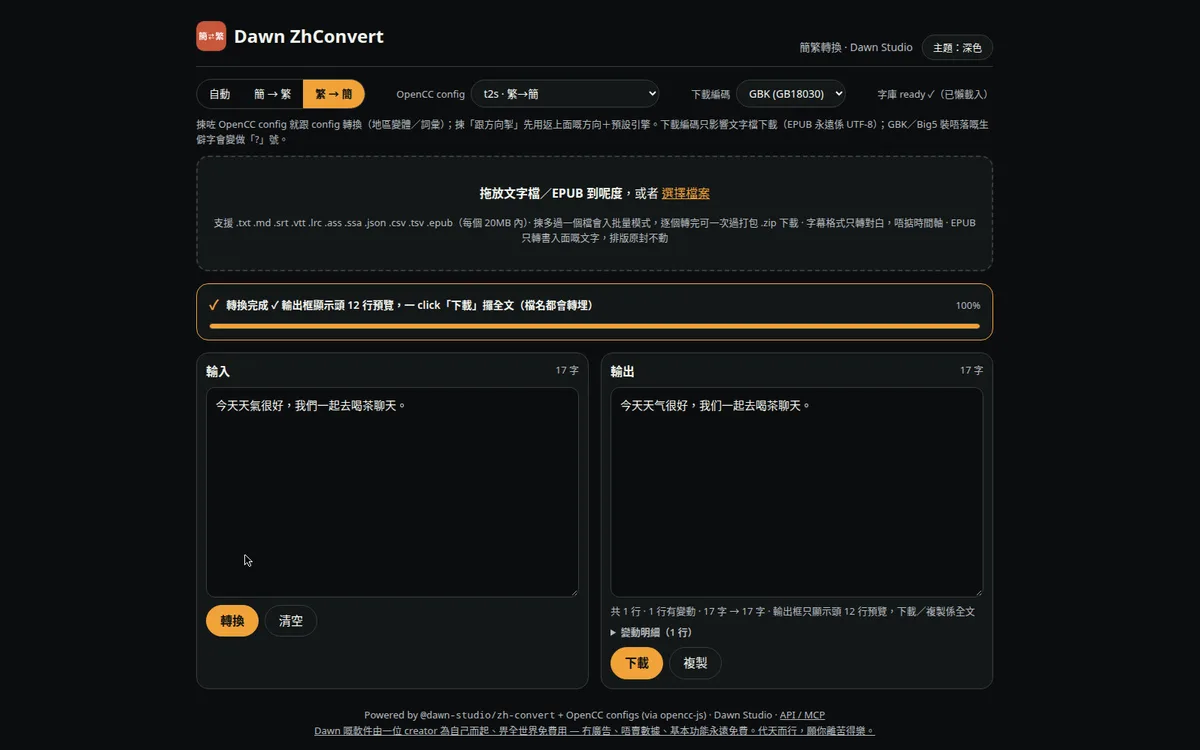 簡⇄繁 Dawn ZhConvert
簡繁轉換 · Dawn Studio 主題：深色
自動 簡 → 繁 繁 → 簡 OpenCC config t2s · 繁→簡 下載編碼 GBK (GB18030) 字庫 ready ✓（已懶載入）
揀咗 OpenCC config 就跟 config 轉換（地區變體／詞彙）；揀「跟方向掣」先用返上面嘅方向＋預設引擎。下載編碼只影響文字檔下載（EPUB 永遠係 UTF-8）；GBK／Big5 裝唔落嘅生
僻字會變做「?」號。
拖放文字檔／EPUB 到呢度，或者 選擇檔案
支援 .txt .md .srt .vtt .lrc .ass .ssa .json .csv .tsv .epub（每個 20MB 內）· 揀多過一個檔會入批量模式，逐個轉完可一次過打包 .zip 下載 · 字幕格式只轉對白，唔掂時間軸 · EPUB
只轉書入面嘅文字，排版原封不動
✓ 轉換完成 ✓ 輸出框顯示頭 12 行預覽，一 click「下載」攞全文（檔名都會轉埋） 100%
輸入 17 字
今天天氣很好，我們一起去喝茶聊天。
轉換 清空
輸出 17 字
今天天气很好，我们一起去喝茶聊天。
共 1 行 · 1 行有變動 · 17 字 → 17 字 · 輸出框只顯示頭 12 行預覽，下載／複製係全文
▶ 變動明細（1 行）
下載 複製
Powered by @dawn-studio/zh-convert + OpenCC configs (via opencc-js) · Dawn Studio · API / MCP
Dawn 嘅軟件由一位 creator 為自己而起、畀全世界免費用 — 冇廣告、唔賣數據、基本功能永遠免費。代天而行，願你離苦得樂。